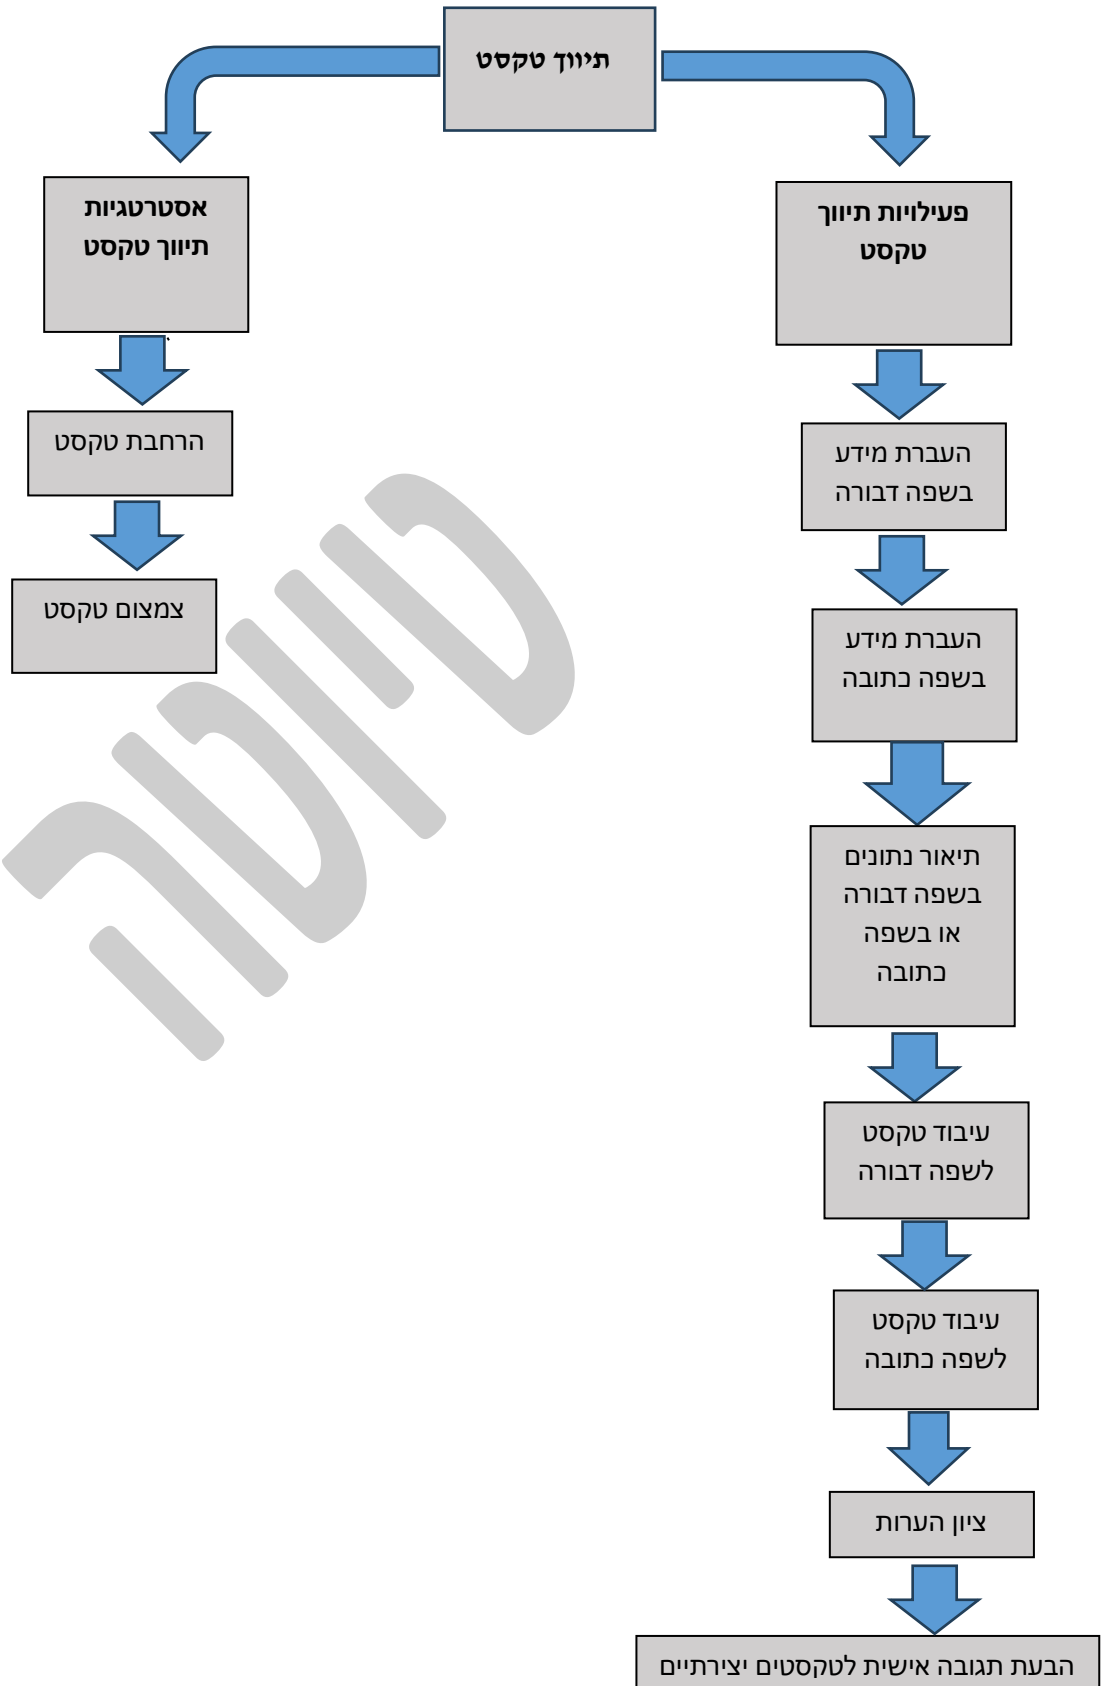 תיווך טקסט
פעילויות תיווך
טקסט
העברת מידע
בשפה דבורה
העברת מידע
בשפה כתובה
תיאור נתונים
בשפה דבורה
או בשפה
כתובה
עיבוד טקסט
לשפה דבורה
עיבוד טקסט
לשפה כתובה
ציון הערות
הבעת תגובה אישית לטקסטים יצירתיים
אסטרטגיות
תיווך טקסט
הרחבת טקסט
צמצום טקסט
טיוטה